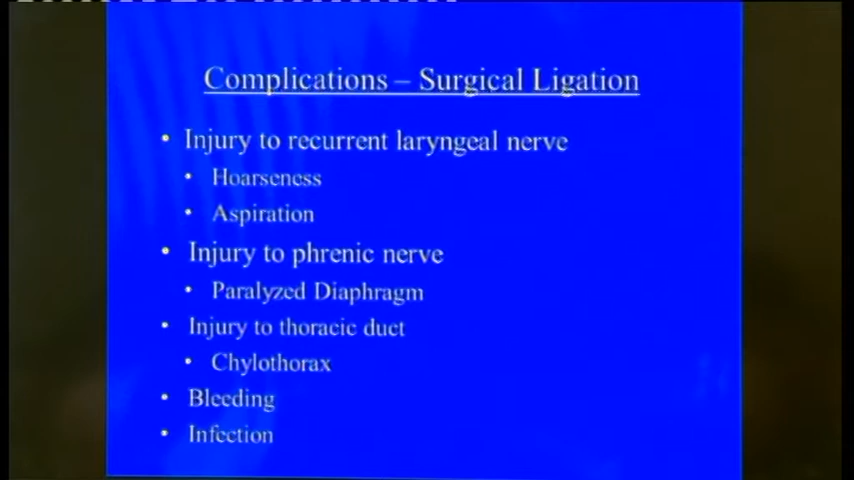 Complications – Surgical Ligation
• Injury to recurrent laryngeal nerve
• Hoarseness
• Aspiration
• Injury to phrenic nerve
• Paralyzed Diaphragm
• Injury to thoracic duct
• Chylothorax
• Bleeding
• Infection